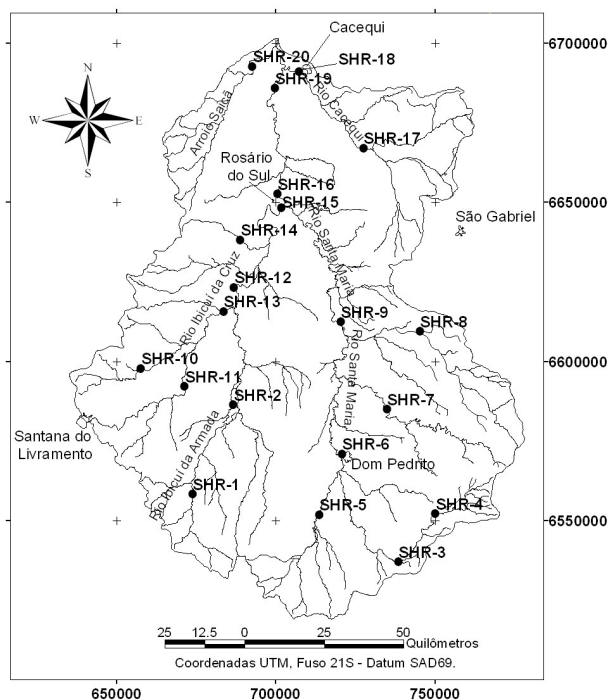 Cacequi
6700000
SHR-20
SHR-18
SHR-19
N
W
E
S
Rio Cacequi
Arroio Saicã
SHR-17
Rosário
do Sul
SHR-16
6650000
SHR-15
São Gabriel
Rio Santa Maria
SHR-14
Rio Ibicuí da Cruz
SHR-12
SHR-13
SHR-9
SHR-8
6600000
SHR-10
SHR-11
Rio Santa Maria
SHR-2
SHR-7
Santana do
Livramento
Rio Ibicuí da Armada
SHR-6
Dom Pedrito
SHR-1
SHR-5
SHR-4
6550000
SHR-3
25 12.5 0 25 50
Quilômetros
Coordenadas UTM, Fuso 21S - Datum SAD69.
650000 700000 750000